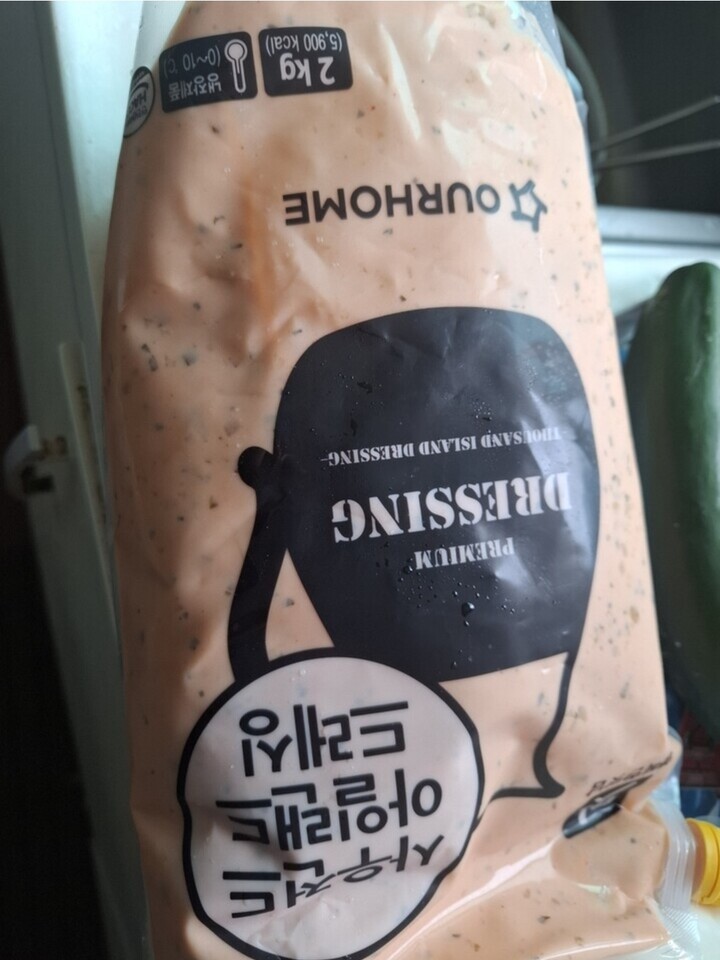 사우전드
아일랜드
드레싱
PREMIUM
DRESSING
-THOUSAND ISLAND DRESSING-
OURHOME
2 kg
(5,900 kcal)
냉장제품
(0~10 ℃)